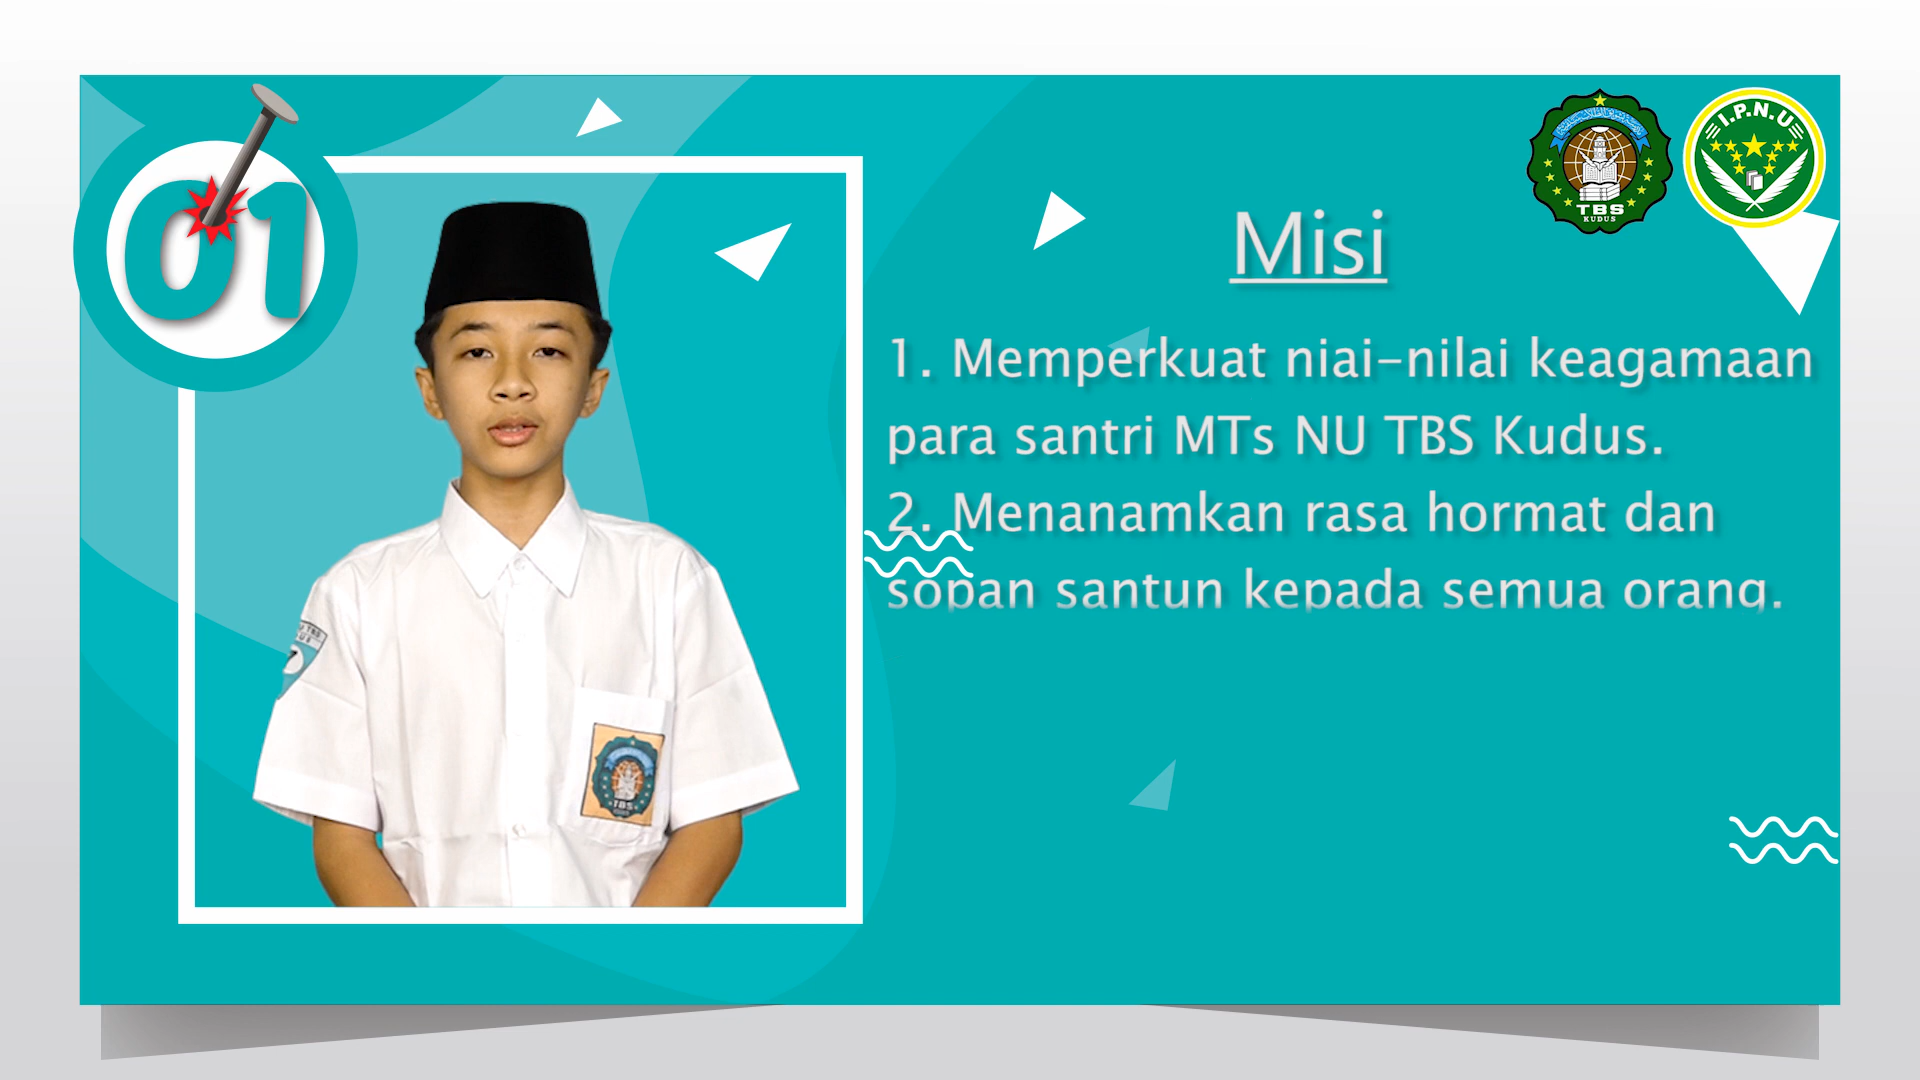 01
I.P.N.U
TBS
KUDUS
Misi
1. Memperkuat niai-nilai keagamaan
para santri MTs NU TBS Kudus.
2. Menanamkan rasa hormat dan
sopan santun kepada semua orang.
TBS